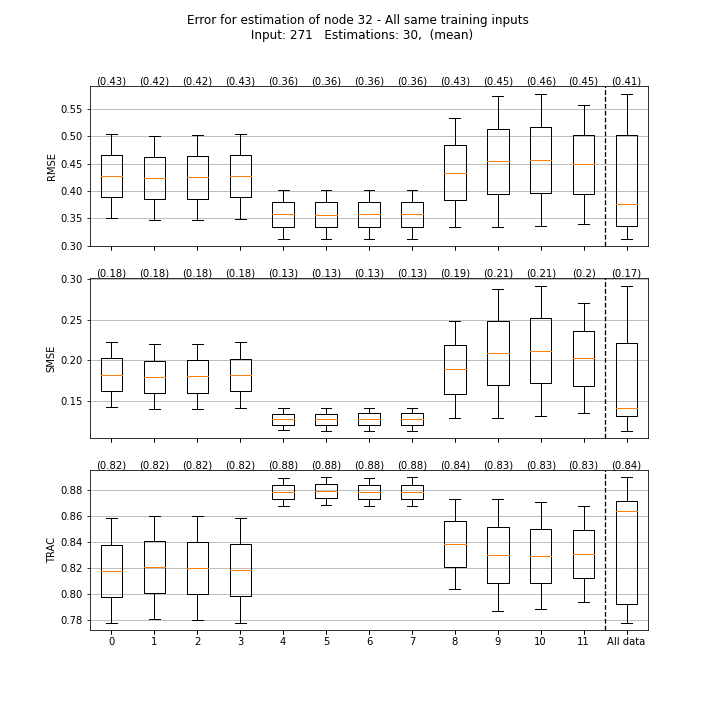 Error for estimation of node 32 - All same training inputs
Input: 271 Estimations: 30, (mean)
(0.43) (0.42) (0.42) (0.43) (0.36) (0.36) (0.36) (0.36) (0.43) (0.45) (0.46) (0.45) (0.41)
0.55
0.50
0.45
0.40
0.35
0.30
RMSE
(0.18) (0.18) (0.18) (0.18) (0.13) (0.13) (0.13) (0.13) (0.19) (0.21) (0.21) (0.2) (0.17)
0.30
0.25
0.20
0.15
SMSE
(0.82) (0.82) (0.82) (0.82) (0.88) (0.88) (0.88) (0.88) (0.84) (0.83) (0.83) (0.83) (0.84)
0.88
0.86
0.84
0.82
0.80
0.78
TRAC
0 1 2 3 4 5 6 7 8 9 10 11 All data